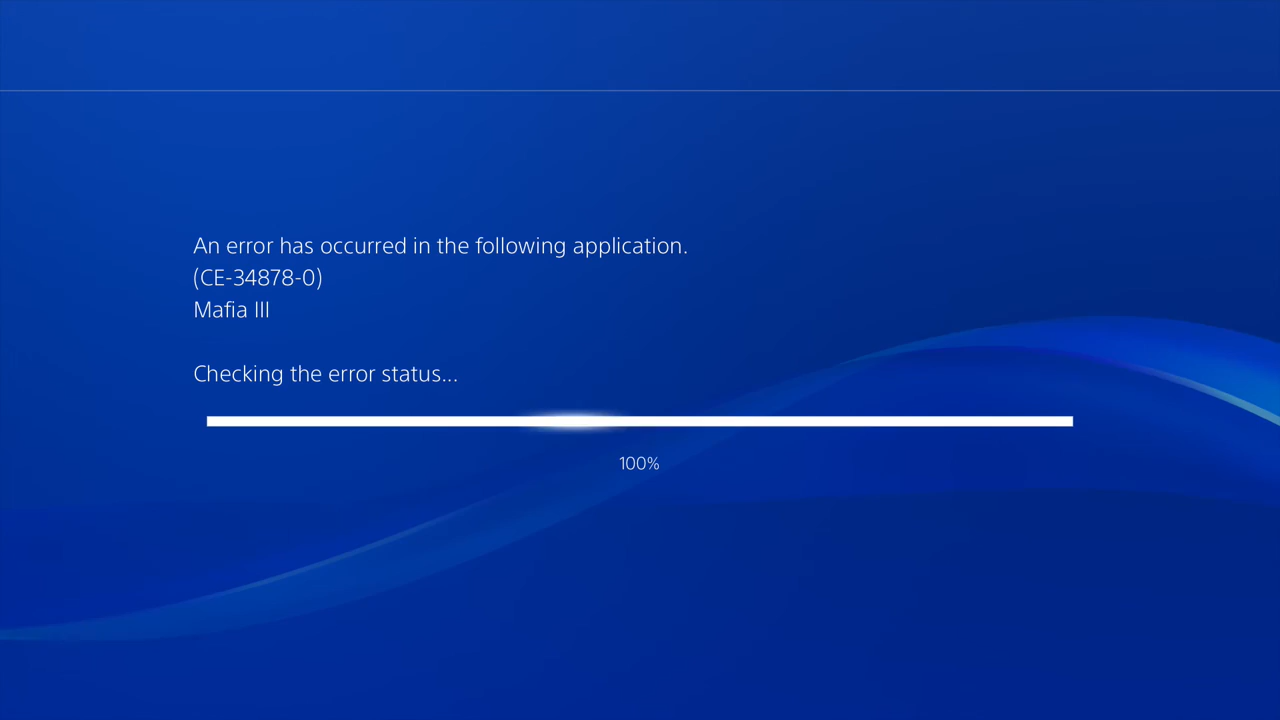 An error has occurred in the following application.
(CE-34878-0)
Mafia III
Checking the error status...
100%